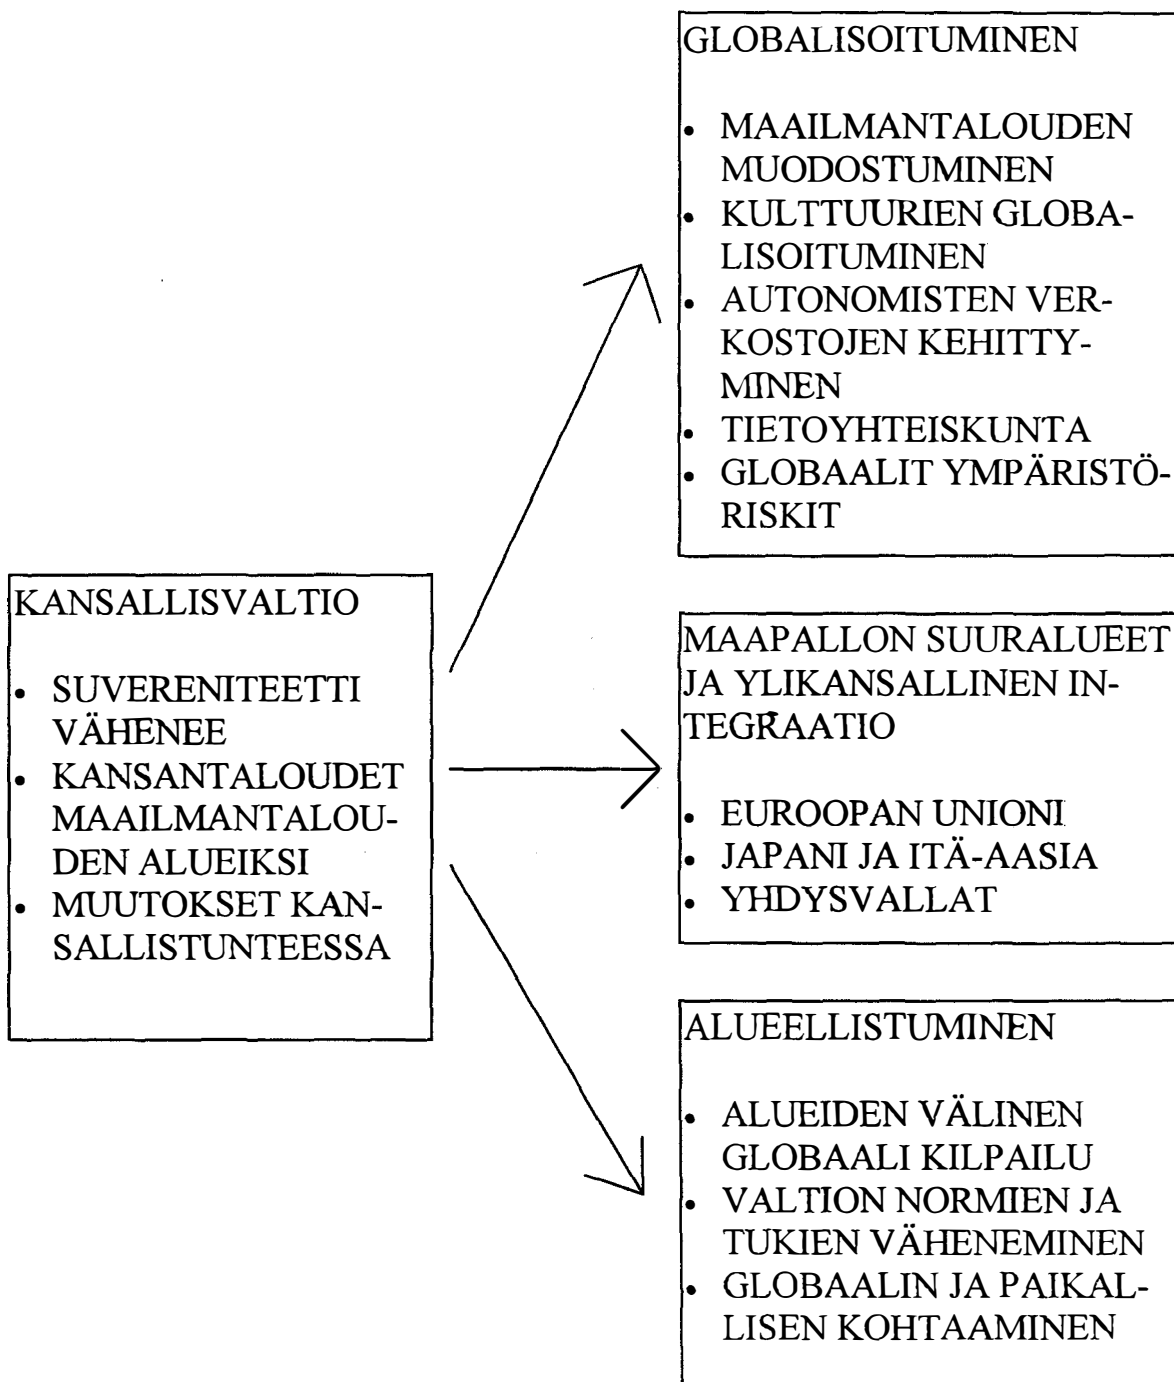 GLOBALISOITUMINEN
• MAAILMANTALOUDEN
MUODOSTUMINEN
• KULTTUURIEN GLOBA-
LISOITUMINEN
• AUTONOMISTEN VER-
KOSTOJEN KEHITTY-
MINEN
• TIETOYHTEISKUNTA
• GLOBAALIT YMPÄRISTÖ-
RISKIT
KANSALLISVALTIO
• SUVERENITEETTI
VÄHENEE
• KANSANTALOUDET
MAAILMANTALOU-
DEN ALUEIKSI
• MUUTOKSET KAN-
SALLISTUNTEESSA
MAAPALLON SUURALUEET
JA YLIKANSALLINEN IN-
TEGRAATIO
• EUROOPAN UNIONI
• JAPANI JA ITÄ-AASIA
• YHDYSVALLAT
ALUEELLISTUMINEN
• ALUEIDEN VÄLINEN
GLOBAALI KILPAILU
• VALTION NORMIEN JA
TUKIEN VÄHENEMINEN
• GLOBAALIN JA PAIKAL-
LISEN KOHTAAMINEN